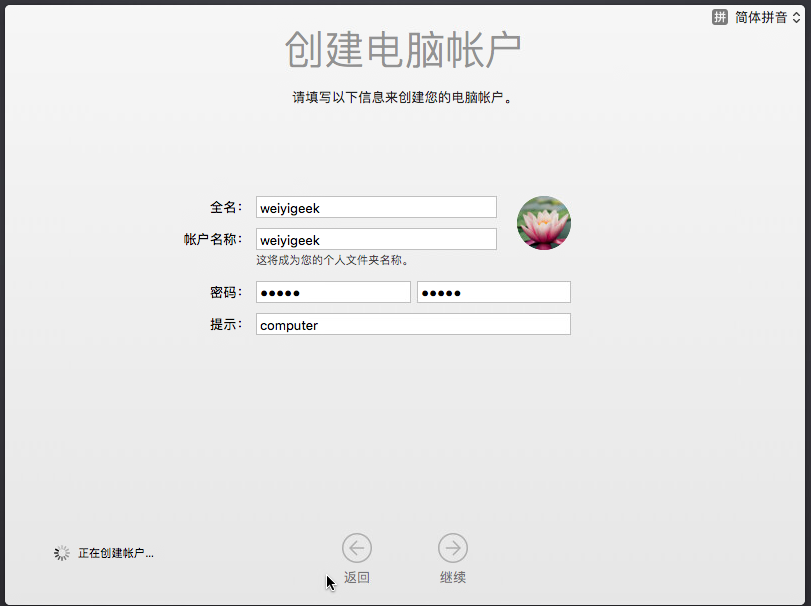 拼 简体拼音
创建电脑帐户
请填写以下信息来创建您的电脑帐户。
全名： weiyigeek
帐户名称： weiyigeek
这将成为您的个人文件夹名称。
密码： ●●●●● ●●●●●
提示： computer
正在创建帐户...
返回 继续